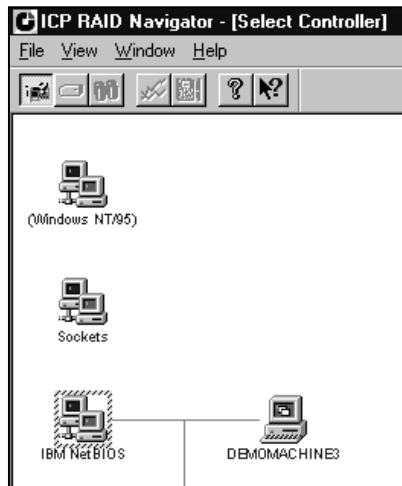 ICP RAID Navigator - [Select Controller]
File View Window Help
(Windows NT/95)
Sockets
IBM NetBIOS
DEMOMACHINE3